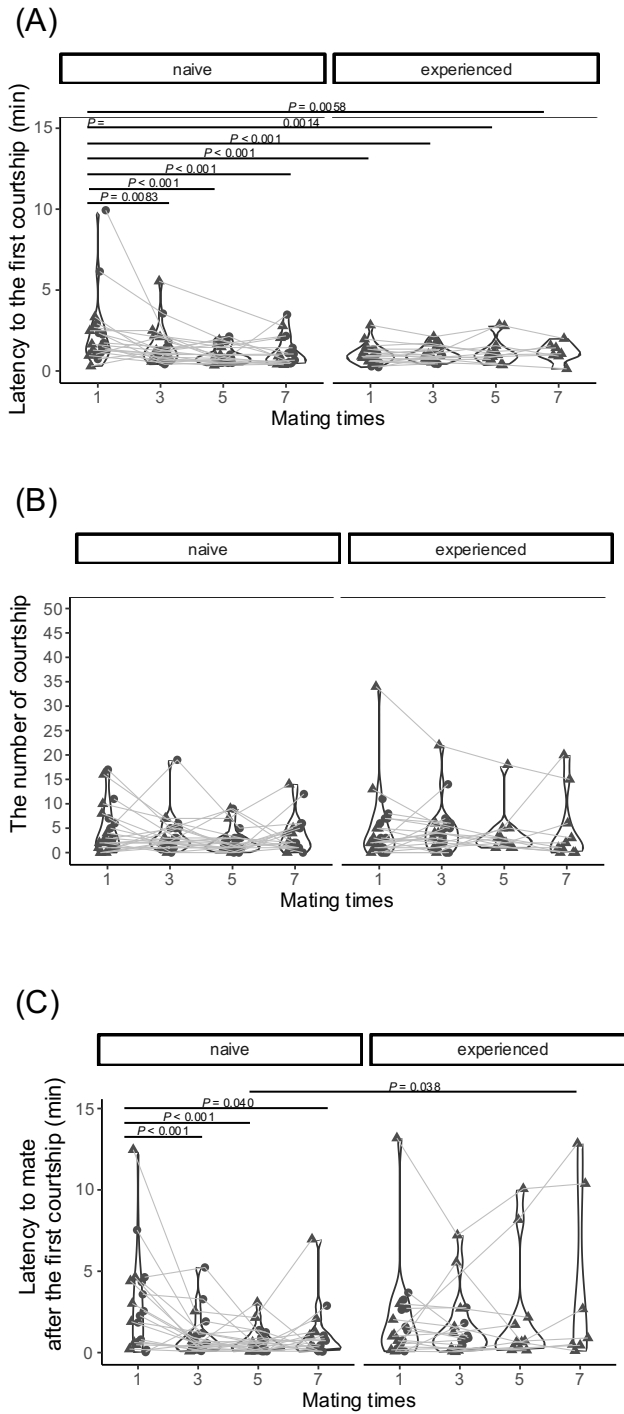 (A)
naive experienced
P = 0.0058
P = 0.0014
P < 0.001
P < 0.001
P < 0.001
P < 0.001
P = 0.0083
15
10
5
0
Latency to the first courtship (min)
1 3 5 7 1 3 5 7
Mating times
(B)
naive experienced
50
45
40
35
30
25
20
15
10
5
0
The number of courtship
1 3 5 7 1 3 5 7
Mating times
(C)
naive experienced
P = 0.038
P = 0.040
P < 0.001
P < 0.001
15
10
5
0
Latency to mate
after the first courtship (min)
1 3 5 7 1 3 5 7
Mating times